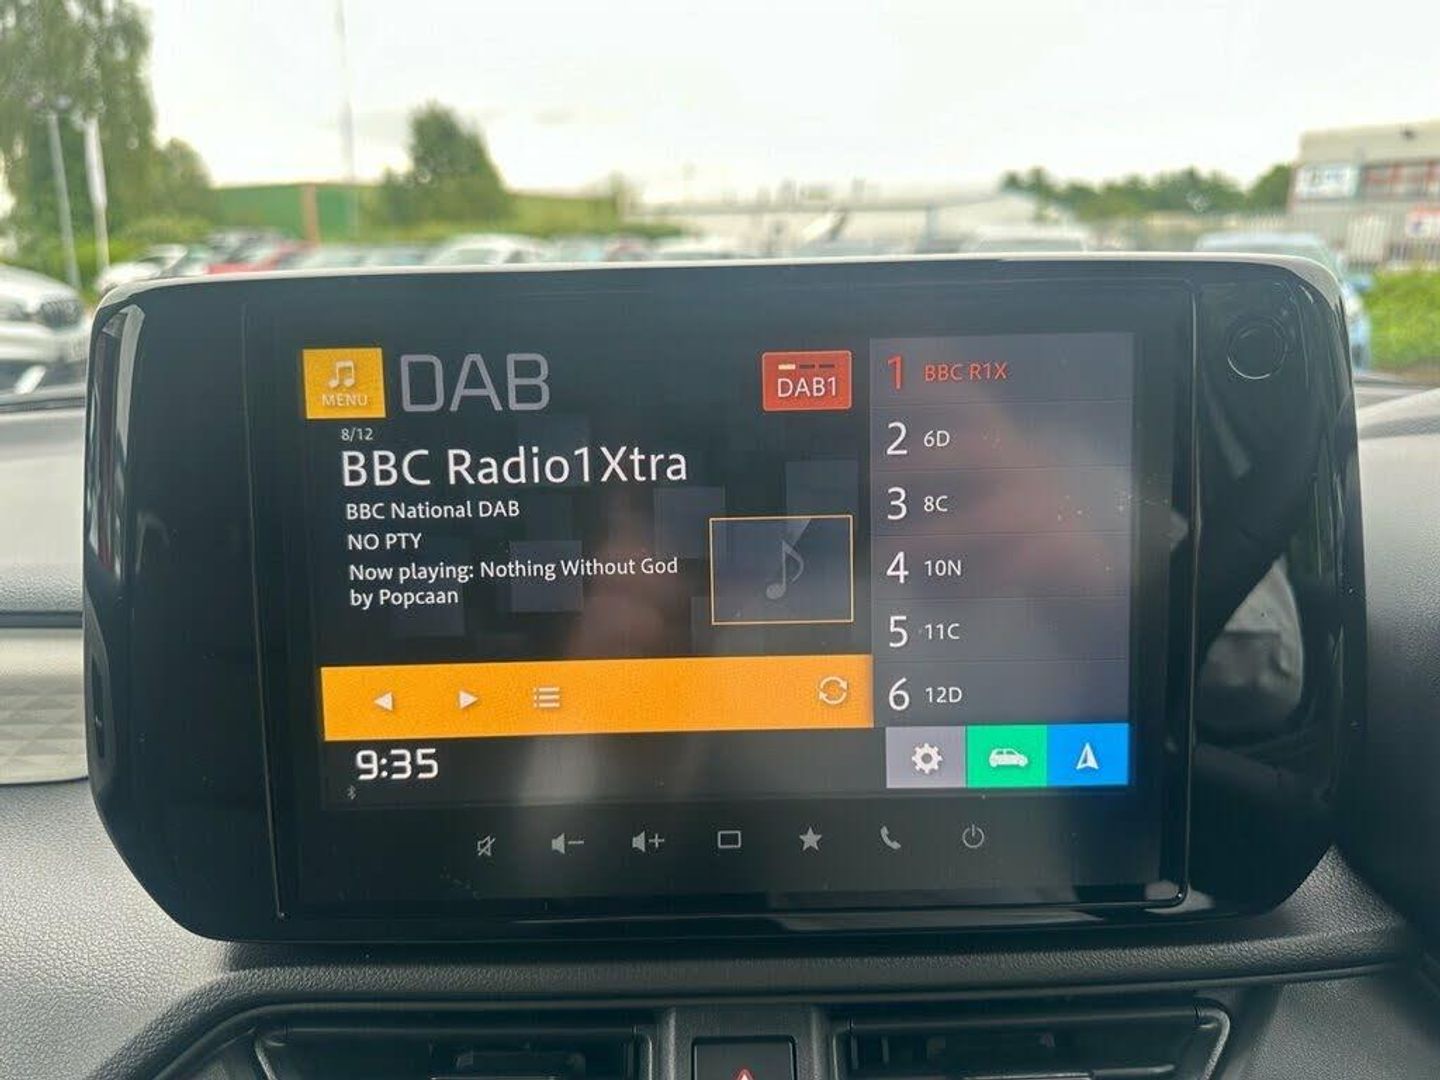 MENU
DAB
DAB1
8/12
BBC Radio1Xtra
BBC National DAB
NO PTY
Now playing: Nothing Without God
by Popcaan
1 BBC R1X
2 6D
3 8C
4 10N
5 11C
6 12D
9:35